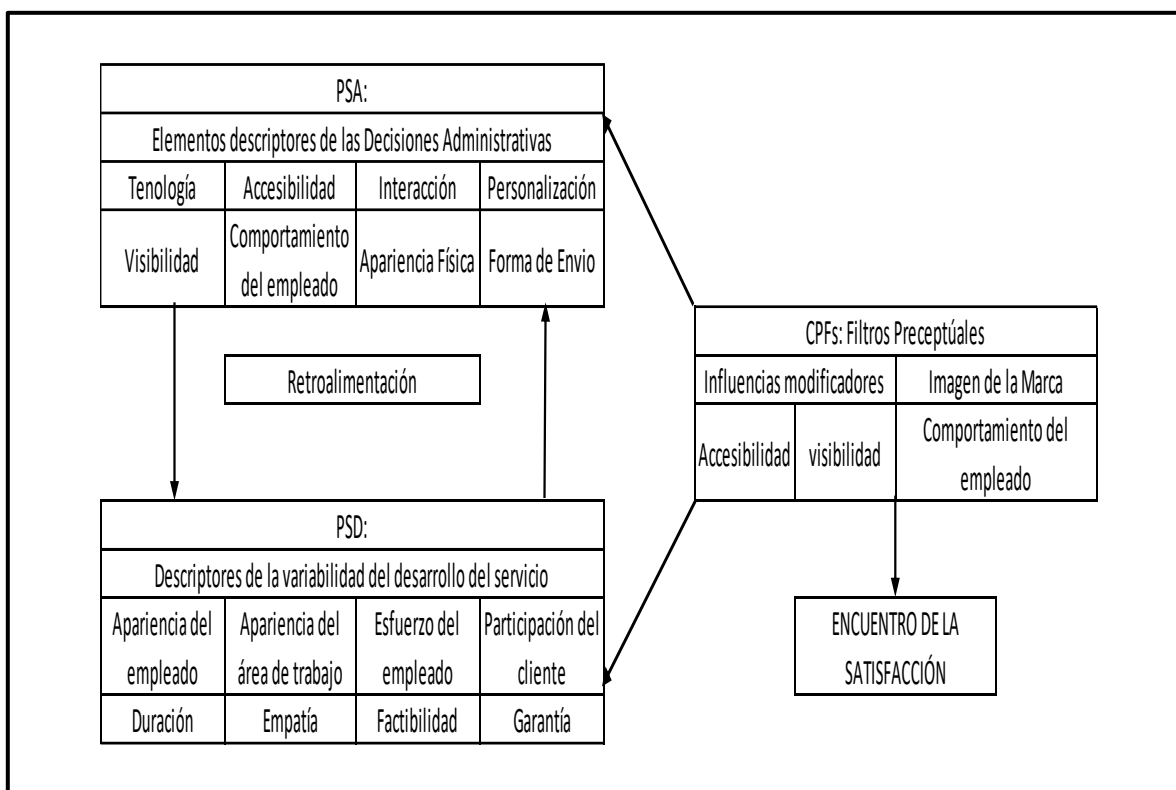 PSA:
Elementos descriptores de las Decisiones Administrativas
Tenología
Accesibilidad
Interacción
Personalización
Visibilidad
Comportamiento
del empleado
Apariencia Física
Forma de Envio
Retroalimentación
PSD:
Descriptores de la variabilidad del desarrollo del servicio
Apariencia del
empleado
Apariencia del
área de trabajo
Esfuerzo del
empleado
Participación del
cliente
Duración
Empatía
Factibilidad
Garantía
CPFs: Filtros Preceptúales
Influencias modificadores
Imagen de la Marca
Accesibilidad
visibilidad
Comportamiento del
empleado
ENCUENTRO DE LA
SATISFACCIÓN